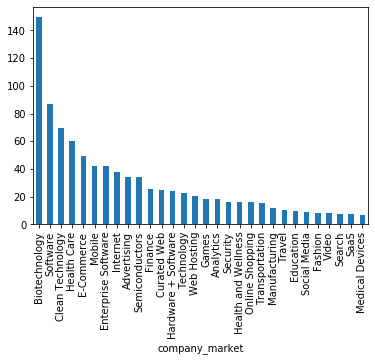 140
120
100
80
60
40
20
0
Biotechnology
Software
Clean Technology
Health Care
E-Commerce
Mobile
Enterprise Software
Internet
Advertising
Semiconductors
Finance
Curated Web
Hardware + Software
Technology
Web Hosting
Games
Analytics
Security
Health and Wellness
Online Shopping
Transportation
Manufacturing
Travel
Education
Social Media
Fashion
Video
Search
SaaS
Medical Devices
company_market